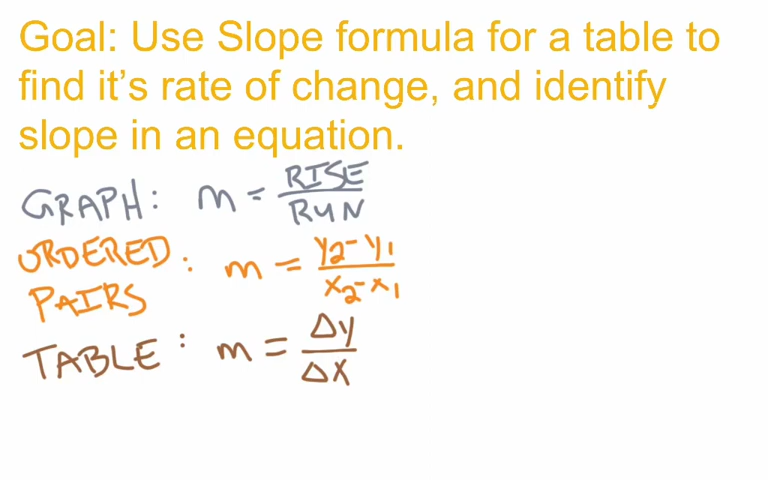 Goal: Use Slope formula for a table to
find it's rate of change, and identify
slope in an equation.
GRAPH: m = RISE/RUN
ORDERED PAIRS: m = y₂-y₁/x₂-x₁
TABLE: m = Δy/Δx